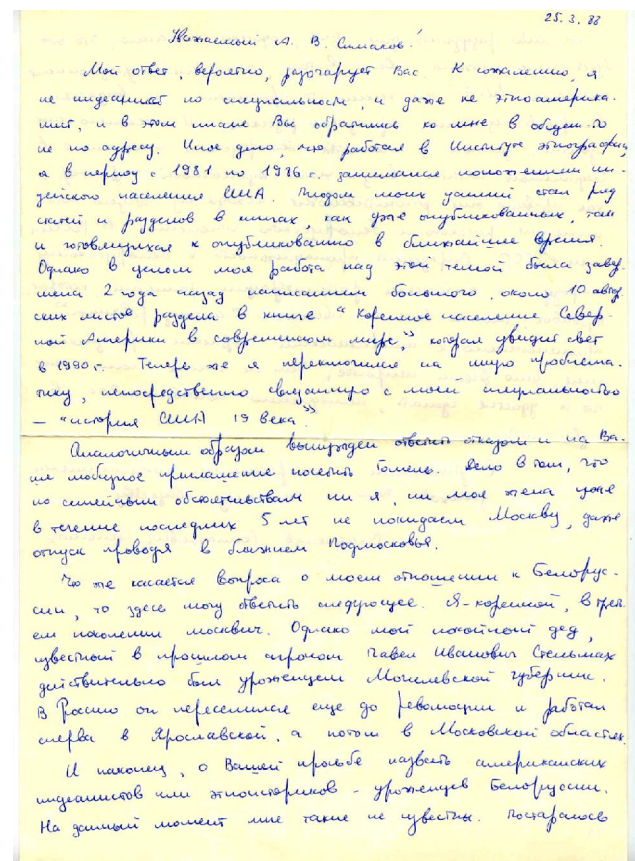 25.3.88
Уважаемый А. В. Симаков!
Мой ответ, вероятно, разочарует Вас. К сожалению, я
не индеанист по специальности, и даже не этноамерика-
нист, и в этом плане Вы обратились ко мне в общем-то
не по адресу. Иное дело, что работая в Институте этнографии,
я в период с 1981 по 1986 г. занимался положением ин-
дейского населения США. Плодом моих усилий стал ряд
статей и разделов в книгах, как уже опубликованных, так
и готовящихся к опубликованию в ближайшее время.
Однако в целом моя работа над этой темой была завер-
шена 2 года назад написанием большого, около 10 автор-
ских листов раздела в книге "Коренное население Север-
ной Америки в современном мире", которая увидит свет
в 1990 г. Теперь же я переключился на иную проблема-
тику, непосредственно связанную с моей специальностью
– "история США 19 века".
Аналогичным образом вынужден ответить отказом и на Ва-
ше любезное приглашение посетить Гомель. Дело в том, что
по семейным обстоятельствам ни я, ни моя жена уже
в течение последних 5 лет не покидаем Москву, даже
отпуск проводя в ближнем Подмосковье.
Что же касается вопроса о моем отношении к Белорус-
сии, то здесь могу ответить следующее. Я – коренной, в треть-
ем поколении москвич. Однако мой покойный дед,
известный в прошлом агроном Павел Иванович Стельмах
действительно был уроженцем Могилевской губернии.
В Россию он переселился еще до революции и работал
сперва в Ярославской, а потом в Московской областях.
И наконец, о Вашей просьбе назвать американских
индеанистов или этноисториков – уроженцев Белоруссии.
На данный момент мне такие не известны. Постараюсь